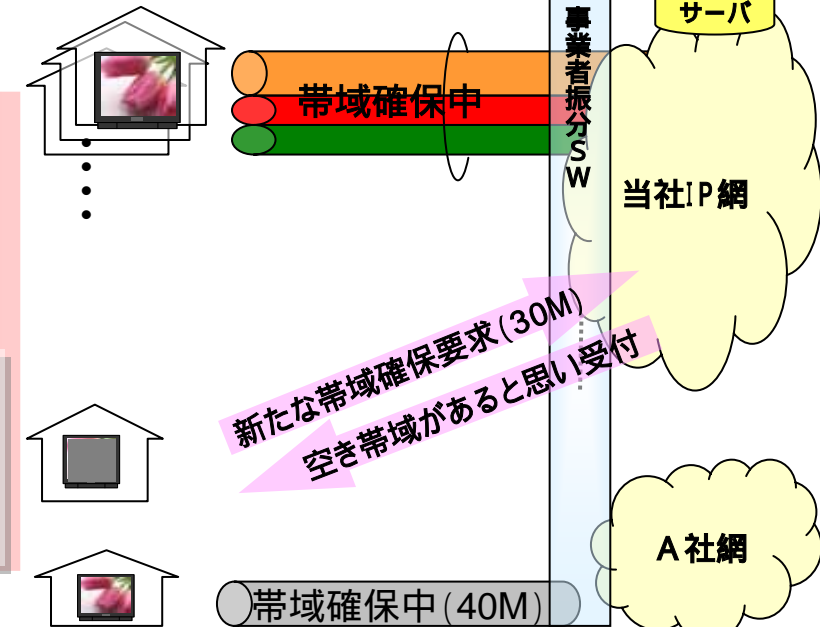 サーバ
事業者振分SW
帯域確保中
当社IP網
新たな帯域確保要求(30M)
空き帯域があると思い受付
A社網
帯域確保中(40M)